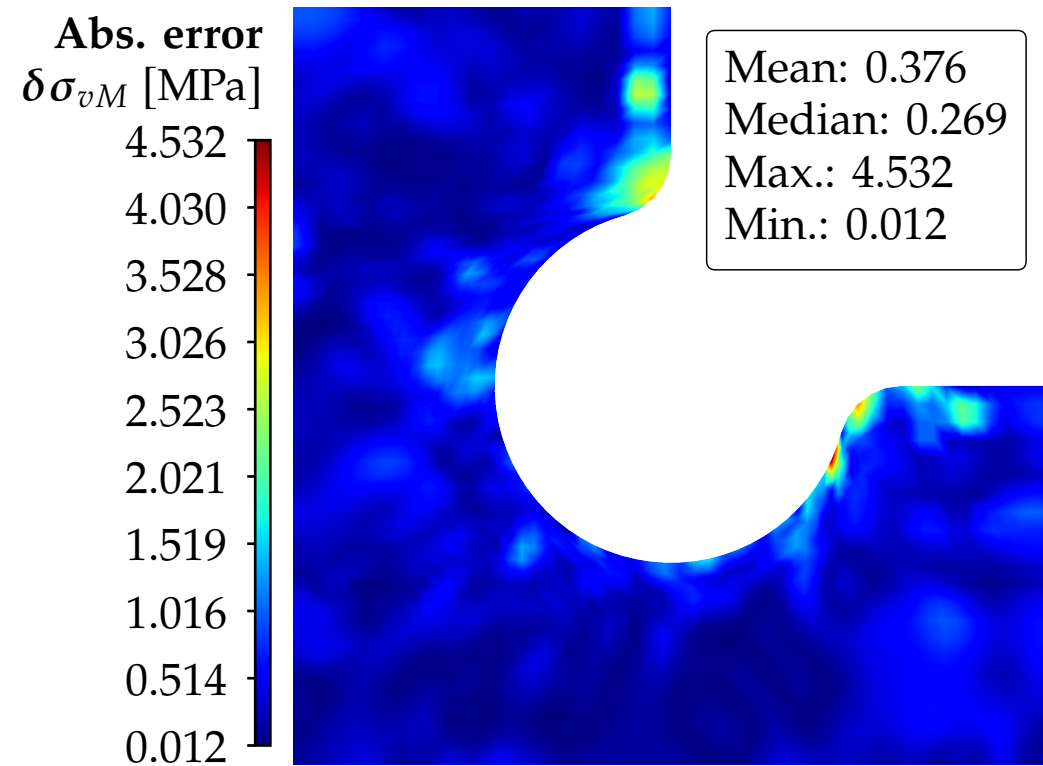 Abs. error
δσvM [MPa]
4.532
4.030
3.528
3.026
2.523
2.021
1.519
1.016
0.514
0.012
Mean: 0.376
Median: 0.269
Max.: 4.532
Min.: 0.012